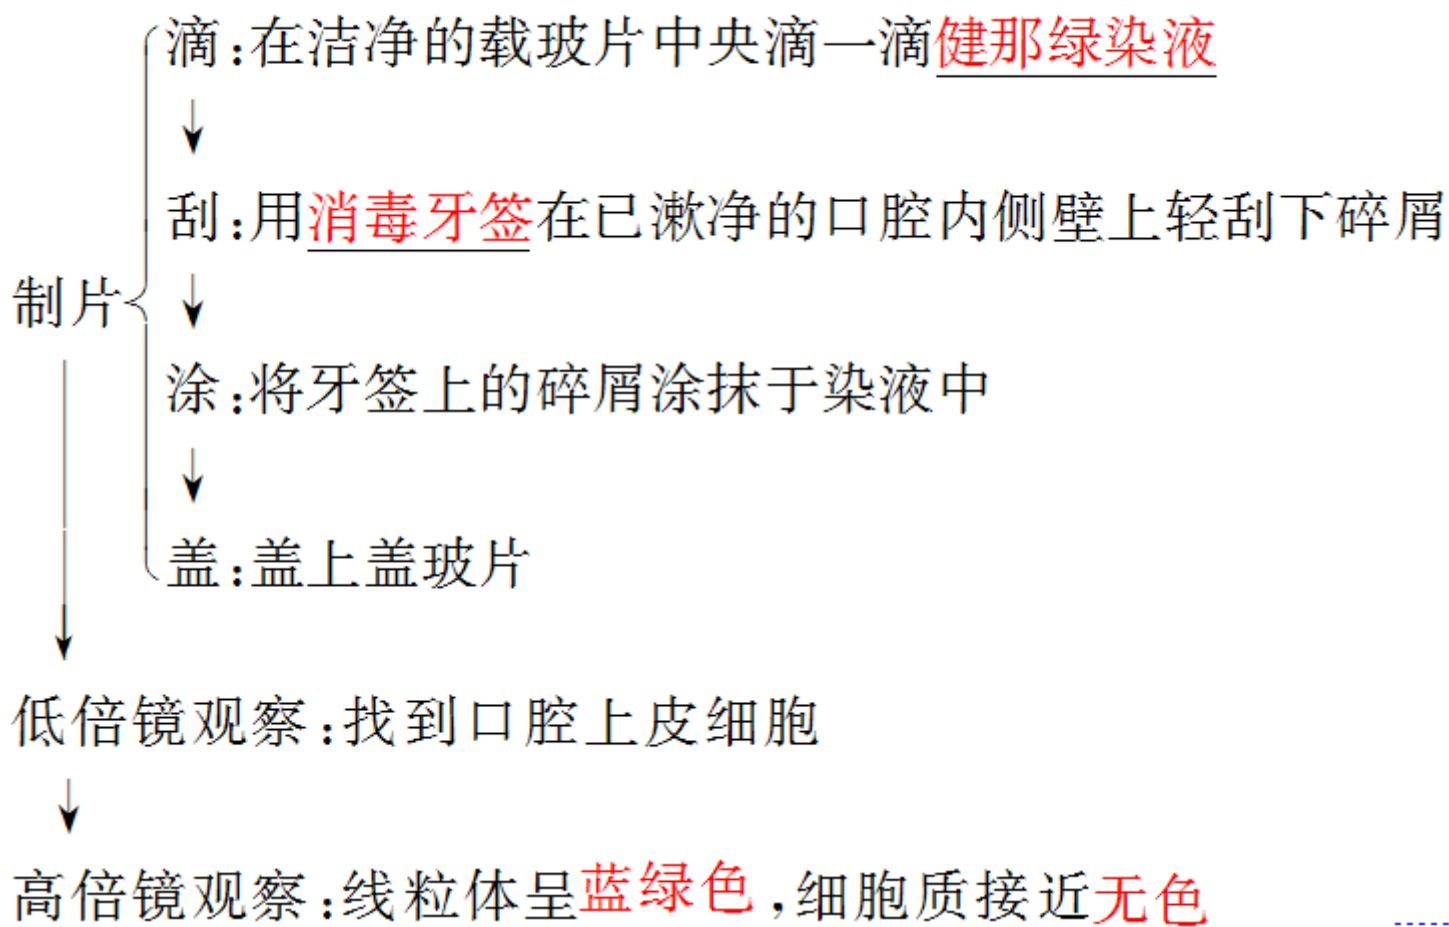 滴:在洁净的载玻片中央滴一滴健那绿染液
刮:用消毒牙签在已漱净的口腔内侧壁上轻刮下碎屑
制片
涂:将牙签上的碎屑涂抹于染液中
盖:盖上盖玻片
低倍镜观察:找到口腔上皮细胞
高倍镜观察:线粒体呈蓝绿色,细胞质接近无色